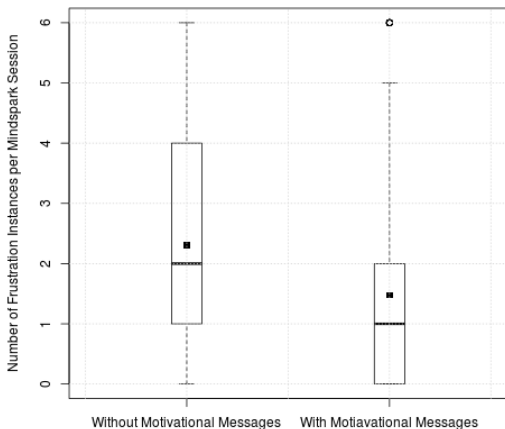 Number of Frustration Instances per Mindspark Session
6
5
4
3
2
1
0
Without Motivational Messages
With Motiavational Messages